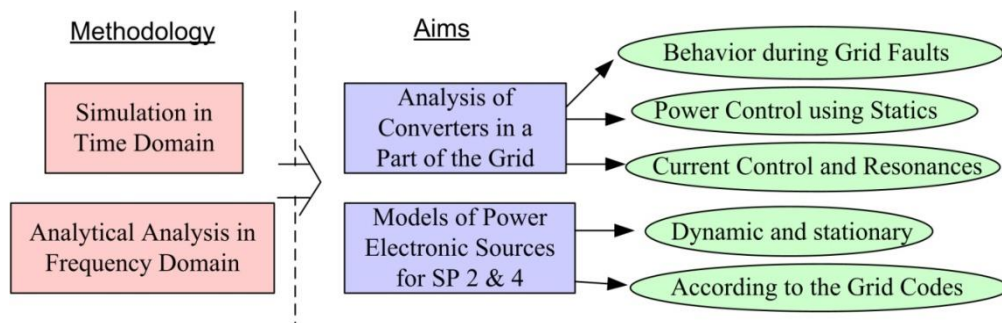 Methodology
Simulation in
Time Domain
Analytical Analysis in
Frequency Domain
Aims
Analysis of
Converters in a
Part of the Grid
Models of Power
Electronic Sources
for SP 2 & 4
Behavior during Grid Faults
Power Control using Statics
Current Control and Resonances
Dynamic and stationary
According to the Grid Codes